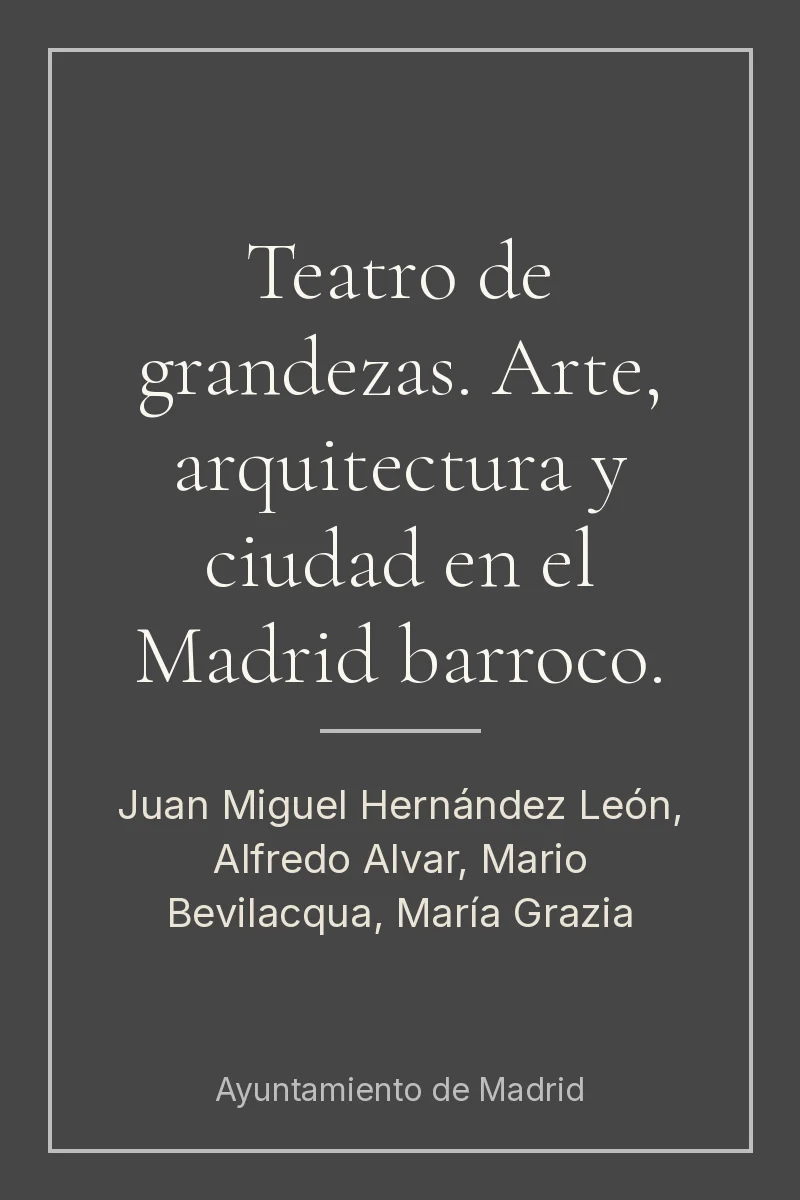 Teatro de
grandezas. Arte,
arquitectura y
ciudad en el
Madrid barroco.
Juan Miguel Hernández León,
Alfredo Alvar, Mario
Bevilacqua, María Grazia
Ayuntamiento de Madrid